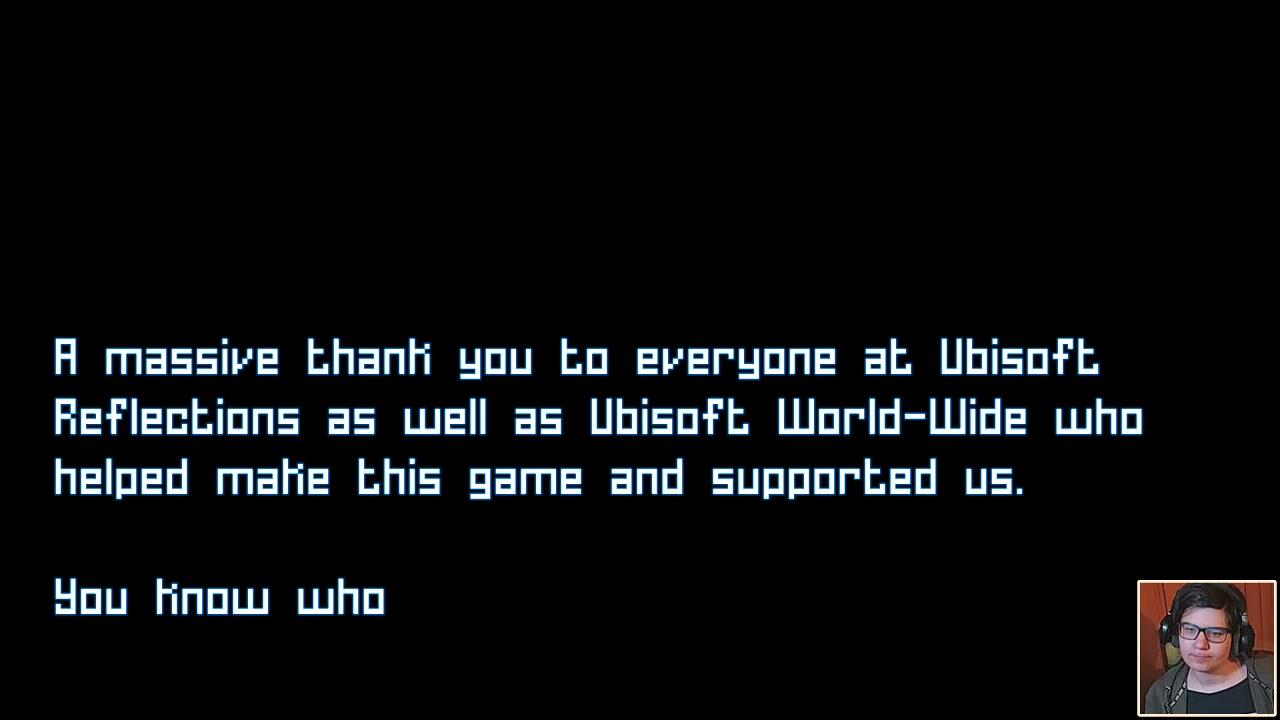 A massive thank you to everyone at Ubisoft
Reflections as well as Ubisoft World-Wide who
helped make this game and supported us.
You know who